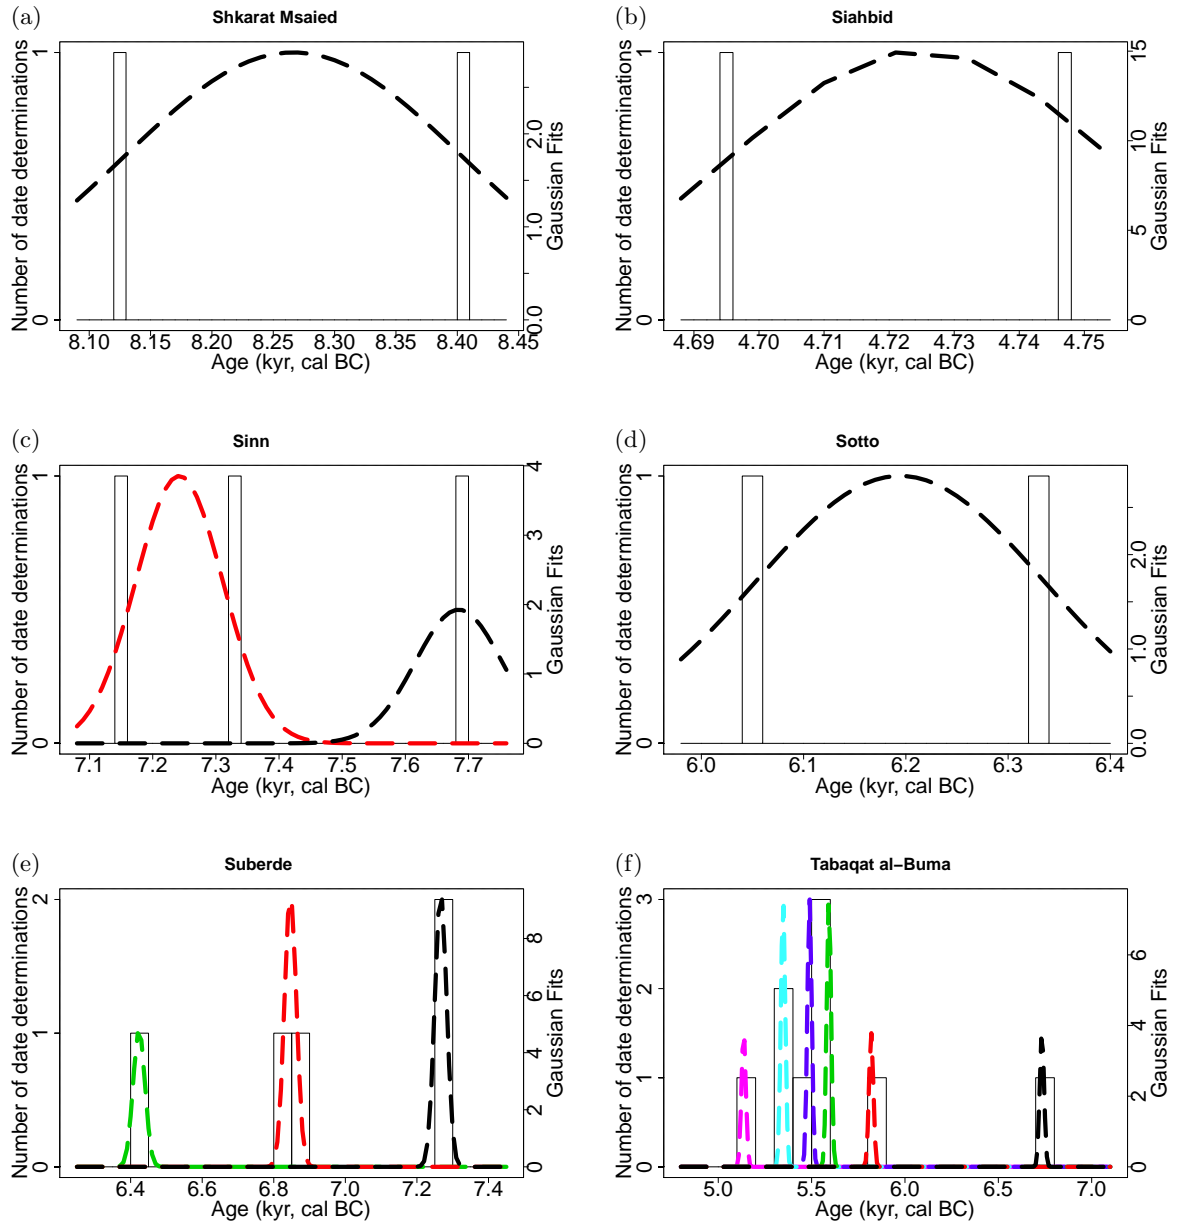 (a)
Shkarat Msaied
Number of date determinations
0 1
8.10 8.15 8.20 8.25 8.30 8.35 8.40 8.45
Age (kyr, cal BC)
0.0 1.0 2.0
Gaussian Fits
(b)
Siahbid
Number of date determinations
0 1
4.69 4.70 4.710 4.720 4.730 4.740 4.75
Age (kyr, cal BC)
0 5 10 15
Gaussian Fits
(c)
Sinn
Number of date determinations
0 1
7.1 7.2 7.3 7.4 7.5 7.6 7.7
Age (kyr, cal BC)
0 1 2 3 4
Gaussian Fits
(d)
Sotto
Number of date determinations
0 1
6.0 6.1 6.2 6.3 6.4
Age (kyr, cal BC)
0.0 1.0 2.0
Gaussian Fits
(e)
Suberde
Number of date determinations
0 1 2
6.4 6.6 6.8 7.0 7.2 7.4
Age (kyr, cal BC)
0 2 4 6 8
Gaussian Fits
(f)
Tabaqat al−Buma
Number of date determinations
0 1 2 3
5.0 5.5 6.0 6.5 7.0
Age (kyr, cal BC)
0 2 4 6
Gaussian Fits